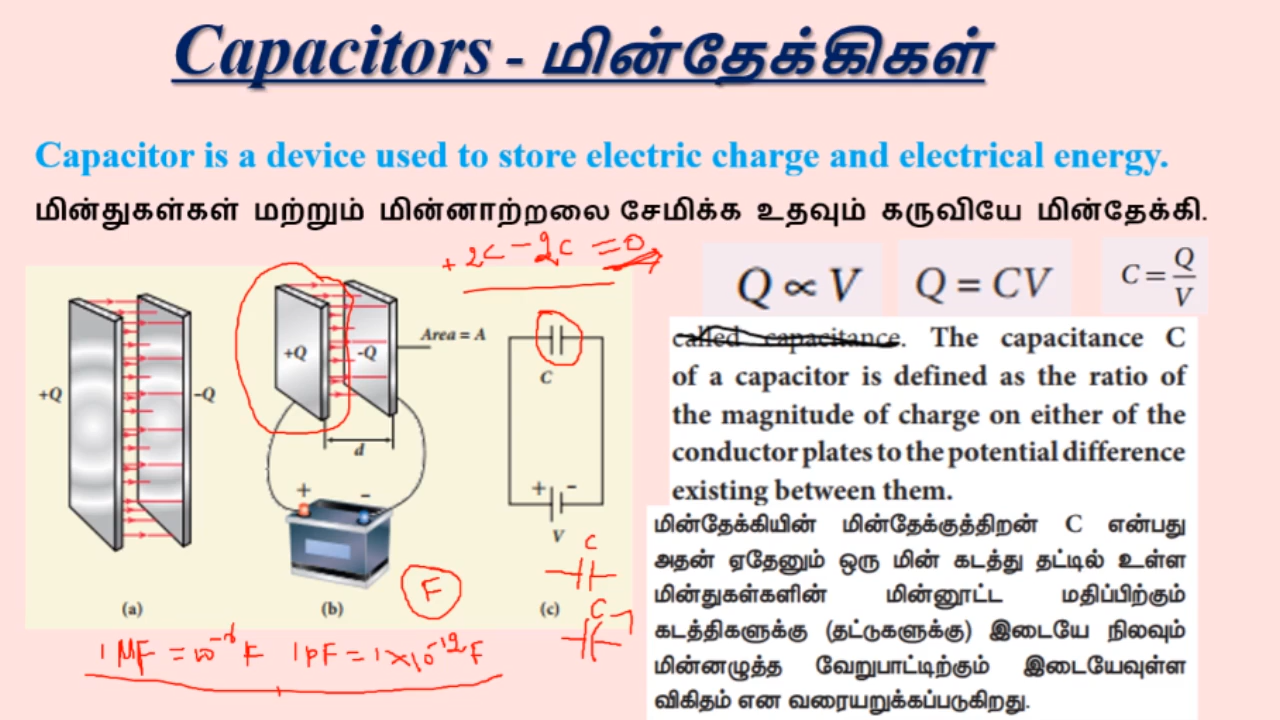 Capacitors - மின்தேக்கிகள்
Capacitor is a device used to store electric charge and electrical energy.
மின்துகள்கள் மற்றும் மின்னாற்றலை சேமிக்க உதவும் கருவியே மின்தேக்கி.
+2C - 2C = 0
Q ∝ V
Q = CV
C = Q/V
+Q
-Q
(a)
+Q
-Q
Area = A
d
+
-
(b)
C
+
-
V
(c)
C
C
F
1 MF = 10⁻⁶ F 1 pF = 1 × 10⁻¹² F
called capacitance. The capacitance C
of a capacitor is defined as the ratio of
the magnitude of charge on either of the
conductor plates to the potential difference
existing between them.
மின்தேக்கியின் மின்தேக்குத்திறன் C என்பது
அதன் ஏதேனும் ஒரு மின் கடத்து தட்டில் உள்ள
மின்துகள்களின் மின்னூட்ட மதிப்பிற்கும்
கடத்திகளுக்கு (தட்டுகளுக்கு) இடையே நிலவும்
மின்னழுத்த வேறுபாட்டிற்கும் இடையேவுள்ள
விகிதம் என வரையறுக்கப்படுகிறது.